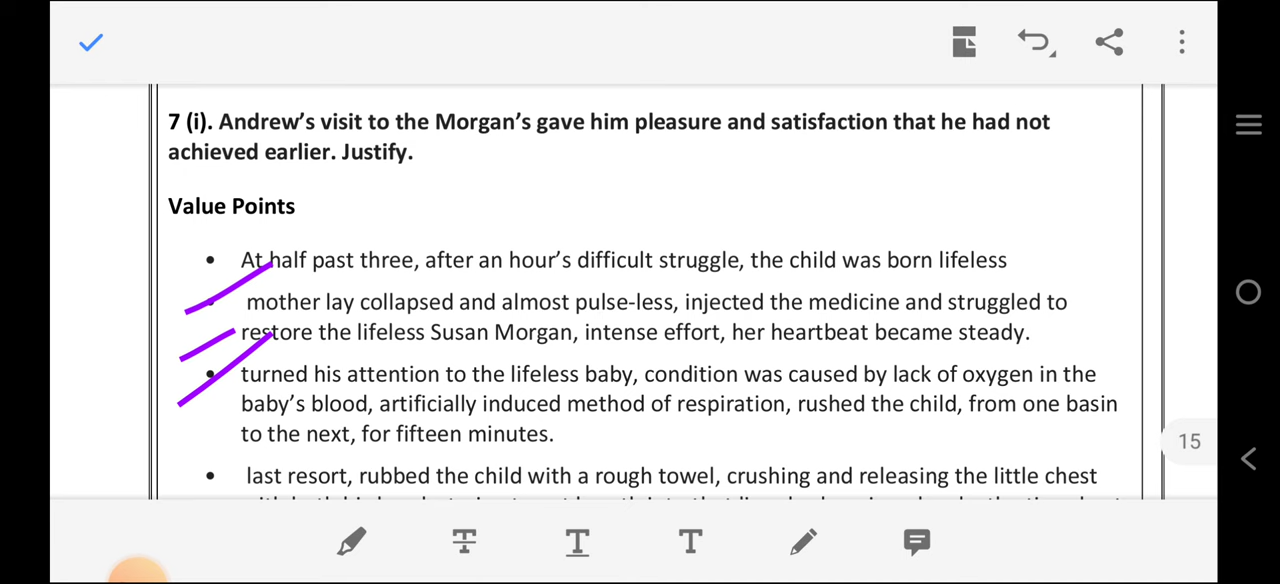 7 (i). Andrew’s visit to the Morgan’s gave him pleasure and satisfaction that he had not
achieved earlier. Justify.
Value Points
• At half past three, after an hour’s difficult struggle, the child was born lifeless
• mother lay collapsed and almost pulse-less, injected the medicine and struggled to
restore the lifeless Susan Morgan, intense effort, her heartbeat became steady.
• turned his attention to the lifeless baby, condition was caused by lack of oxygen in the
baby’s blood, artificially induced method of respiration, rushed the child, from one basin
to the next, for fifteen minutes.
15
• last resort, rubbed the child with a rough towel, crushing and releasing the little chest